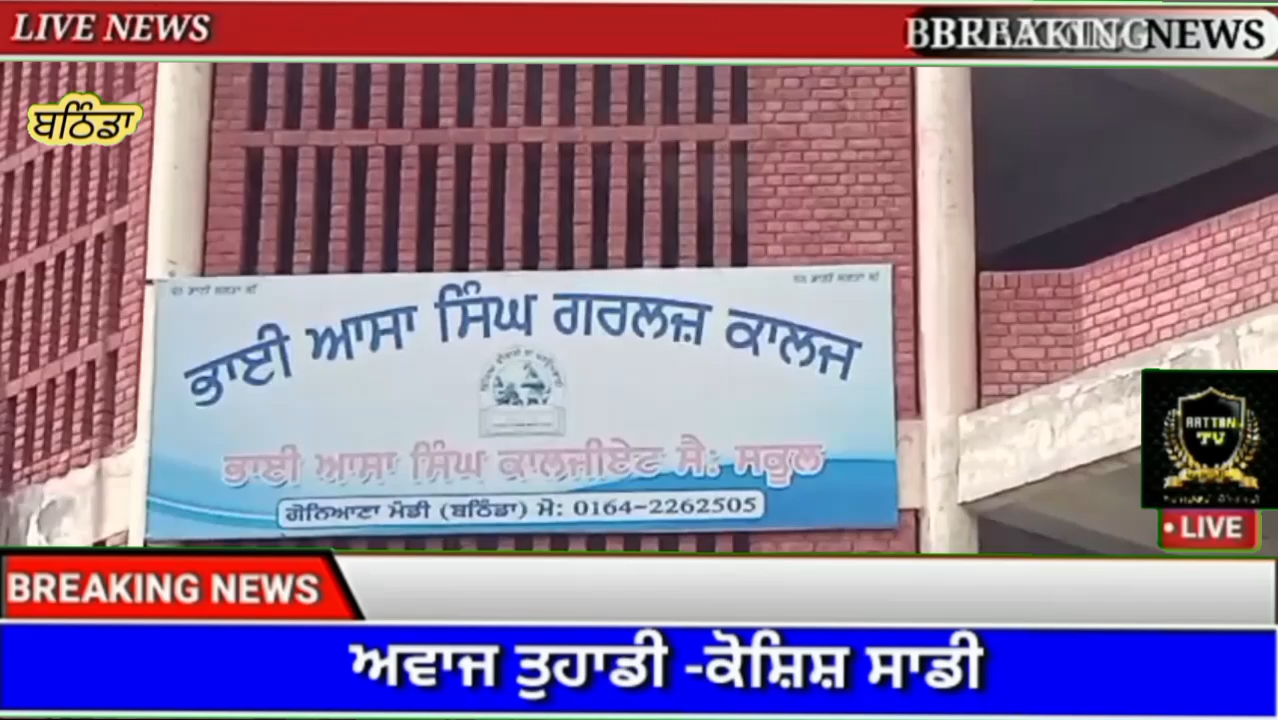 LIVE NEWS
NEWS
ਬਠਿੰਡਾ
ਭਾਈ ਆਸਾ ਸਿੰਘ ਗਰਲਜ਼ ਕਾਲਜ
ਭਾਈ ਆਸਾ ਸਿੰਘ ਕਾਲਜੀਏਟ ਸੈ: ਸਕੂਲ
ਗੋਨਿਆਣਾ ਮੰਡੀ (ਬਠਿੰਡਾ) ਮੋ: 0164-2262505
RATTAN
TV
• LIVE
BREAKING NEWS
ਅਵਾਜ ਤੁਹਾਡੀ -ਕੋਸ਼ਿਸ਼ ਸਾਡੀ